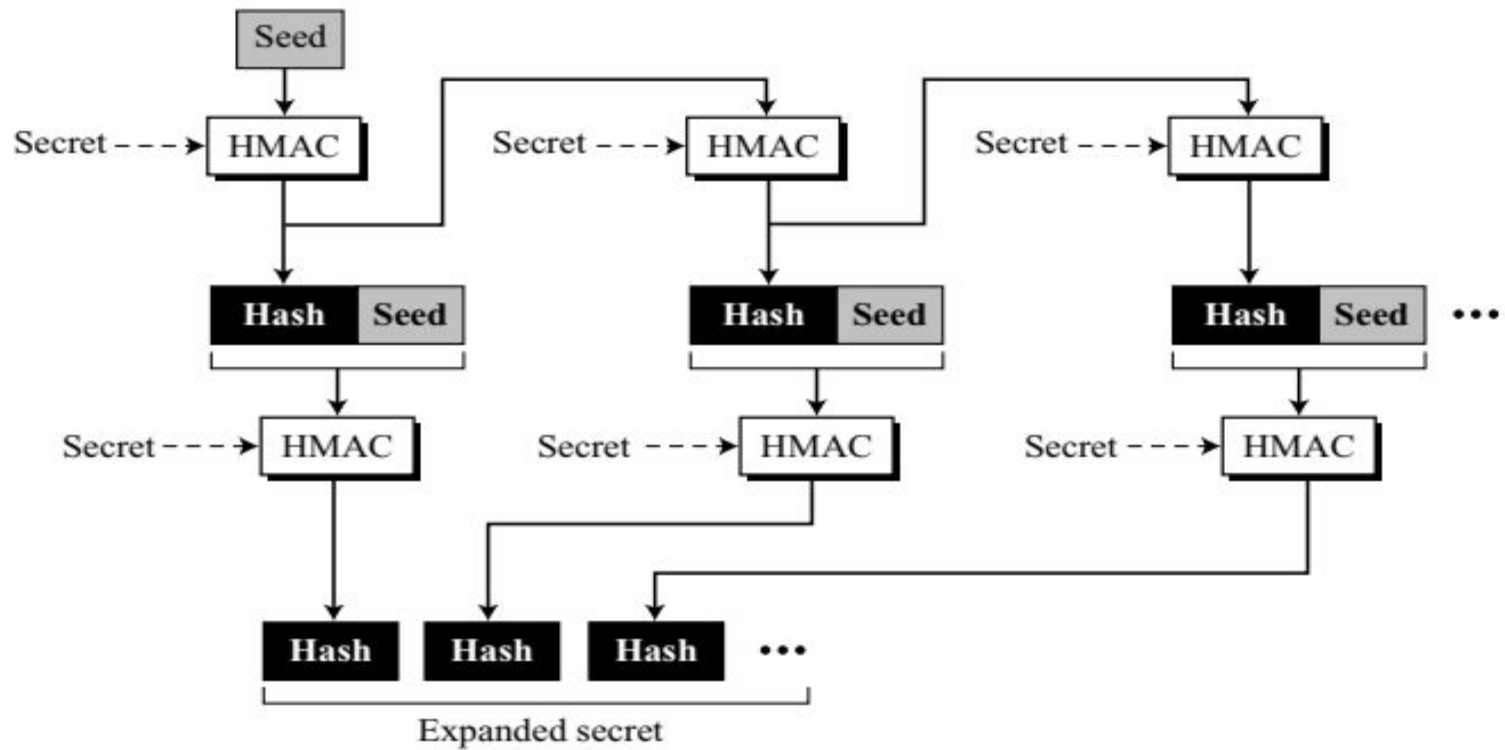 Seed
Secret HMAC Secret HMAC Secret HMAC
Hash Seed Hash Seed Hash Seed ...
Secret HMAC Secret HMAC Secret HMAC
Hash Hash Hash ...
Expanded secret